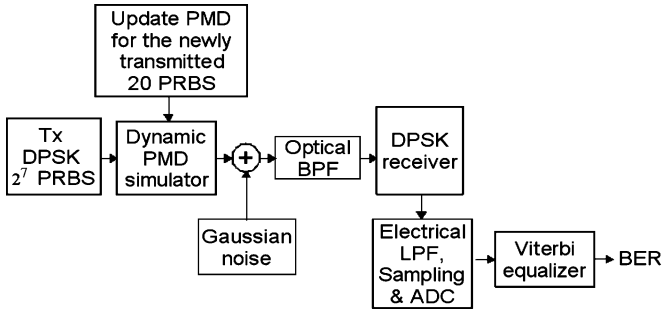 Update PMD
for the newly
transmitted
20 PRBS
Tx
DPSK
2⁷ PRBS
Dynamic
PMD
simulator
+
Optical
BPF
DPSK
receiver
Gaussian
noise
Electrical
LPF,
Sampling
& ADC
Viterbi
equalizer
BER